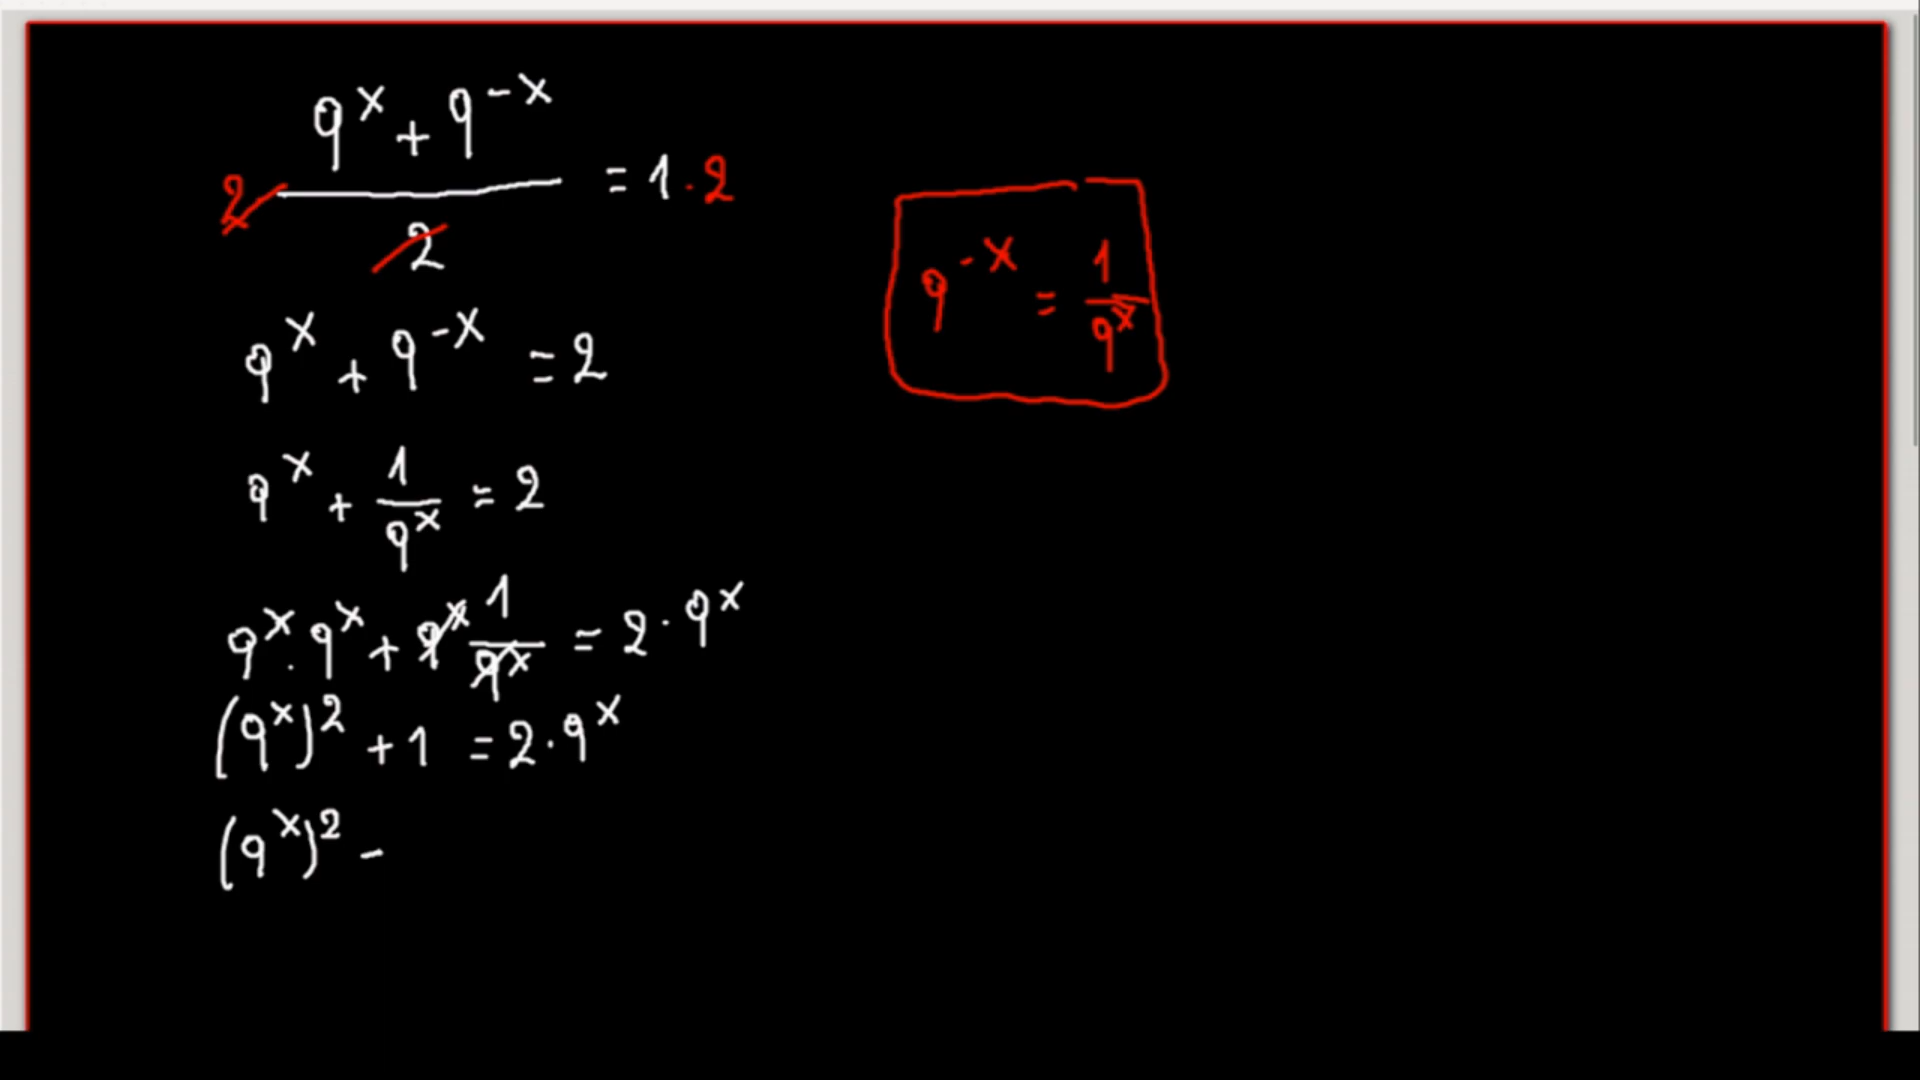 2 (9^x + 9^-x)/2 = 1 · 2
9^-x = 1/9^x
9^x + 9^-x = 2
9^x + 1/9^x = 2
9^x · 9^x + 9^x 1/9^x = 2 · 9^x
(9^x)^2 + 1 = 2 · 9^x
(9^x)^2 -